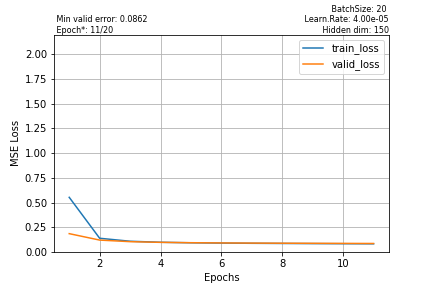 BatchSize: 20
Min valid error: 0.0862
Learn.Rate: 4.00e-05
Epoch*: 11/20
Hidden dim: 150
train_loss
valid_loss
2.00
1.75
1.50
1.25
1.00
0.75
0.50
0.25
0.00
MSE Loss
2 4 6 8 10
Epochs